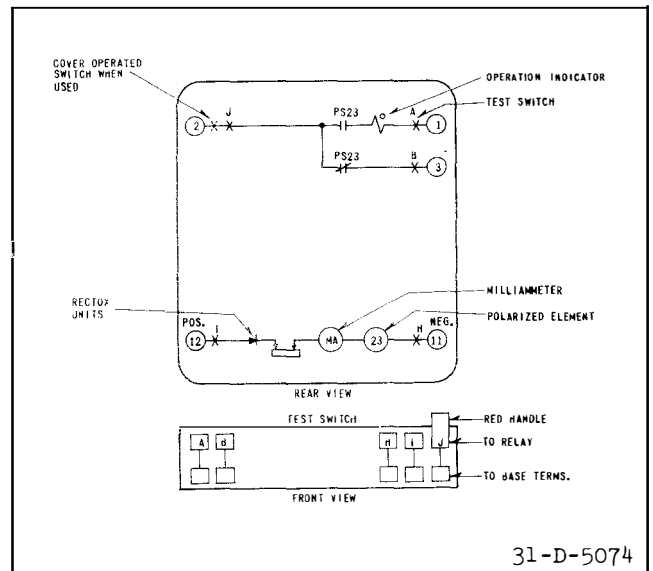 COVER OPERATED
SWITCH WHEN
USED
OPERATION INDICATOR
TEST SWITCH
J
PS23
A
2
1
PS23
B
3
RECTOX
UNITS
MILLIAMMETER
POLARIZED ELEMENT
POS.
I
H
NEG.
12
MA
23
11
REAR VIEW
TEST SWITCH
RED HANDLE
A
B
H
I
J
TO RELAY
TO BASE TERMS.
FRONT VIEW
31-D-5074